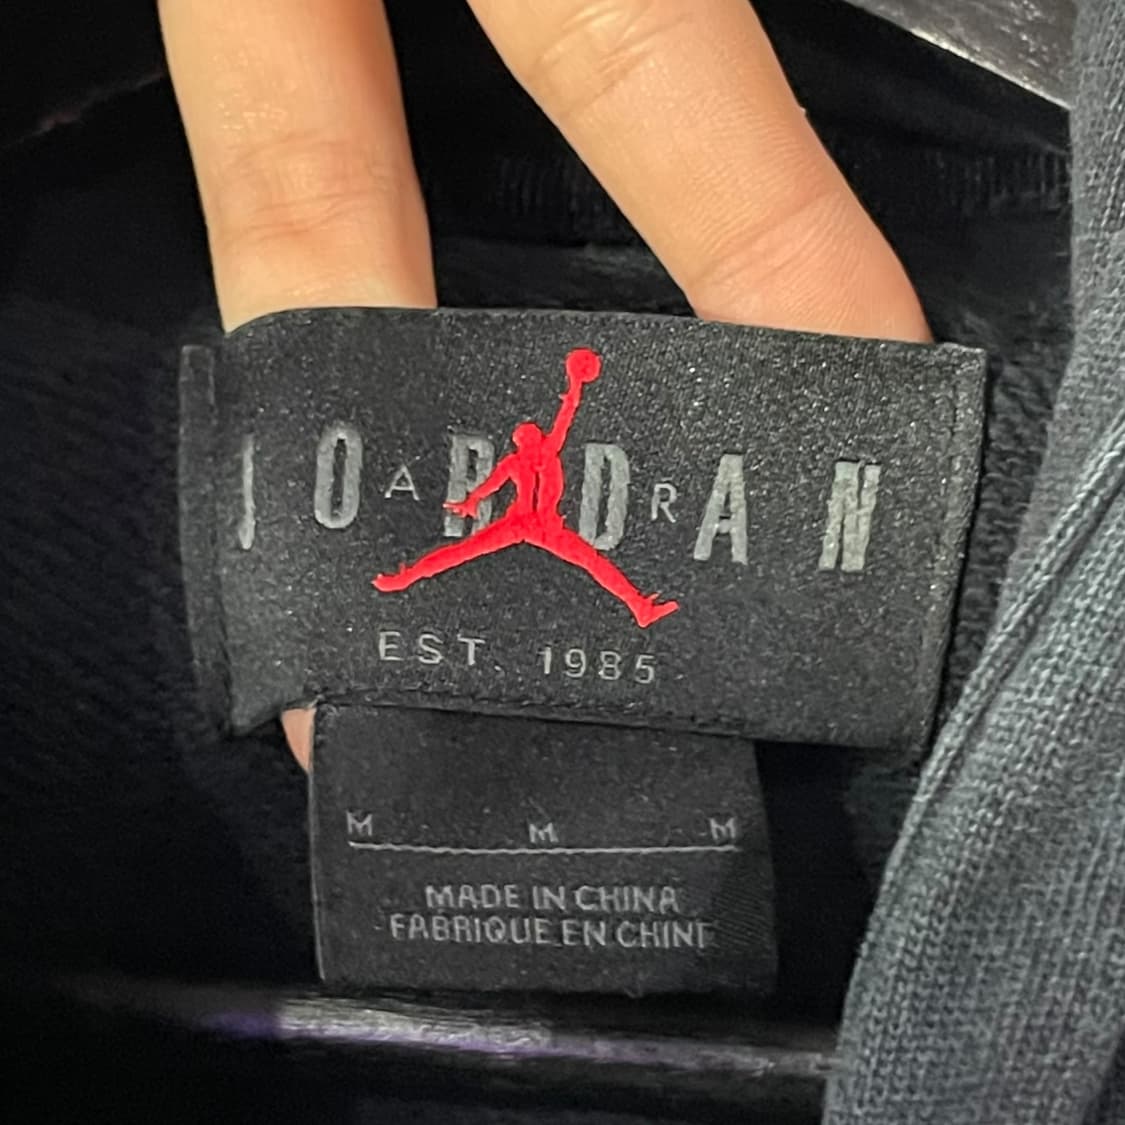 JORDAN
AIR
EST. 1985
M M M
MADE IN CHINA
FABRIQUE EN CHINE